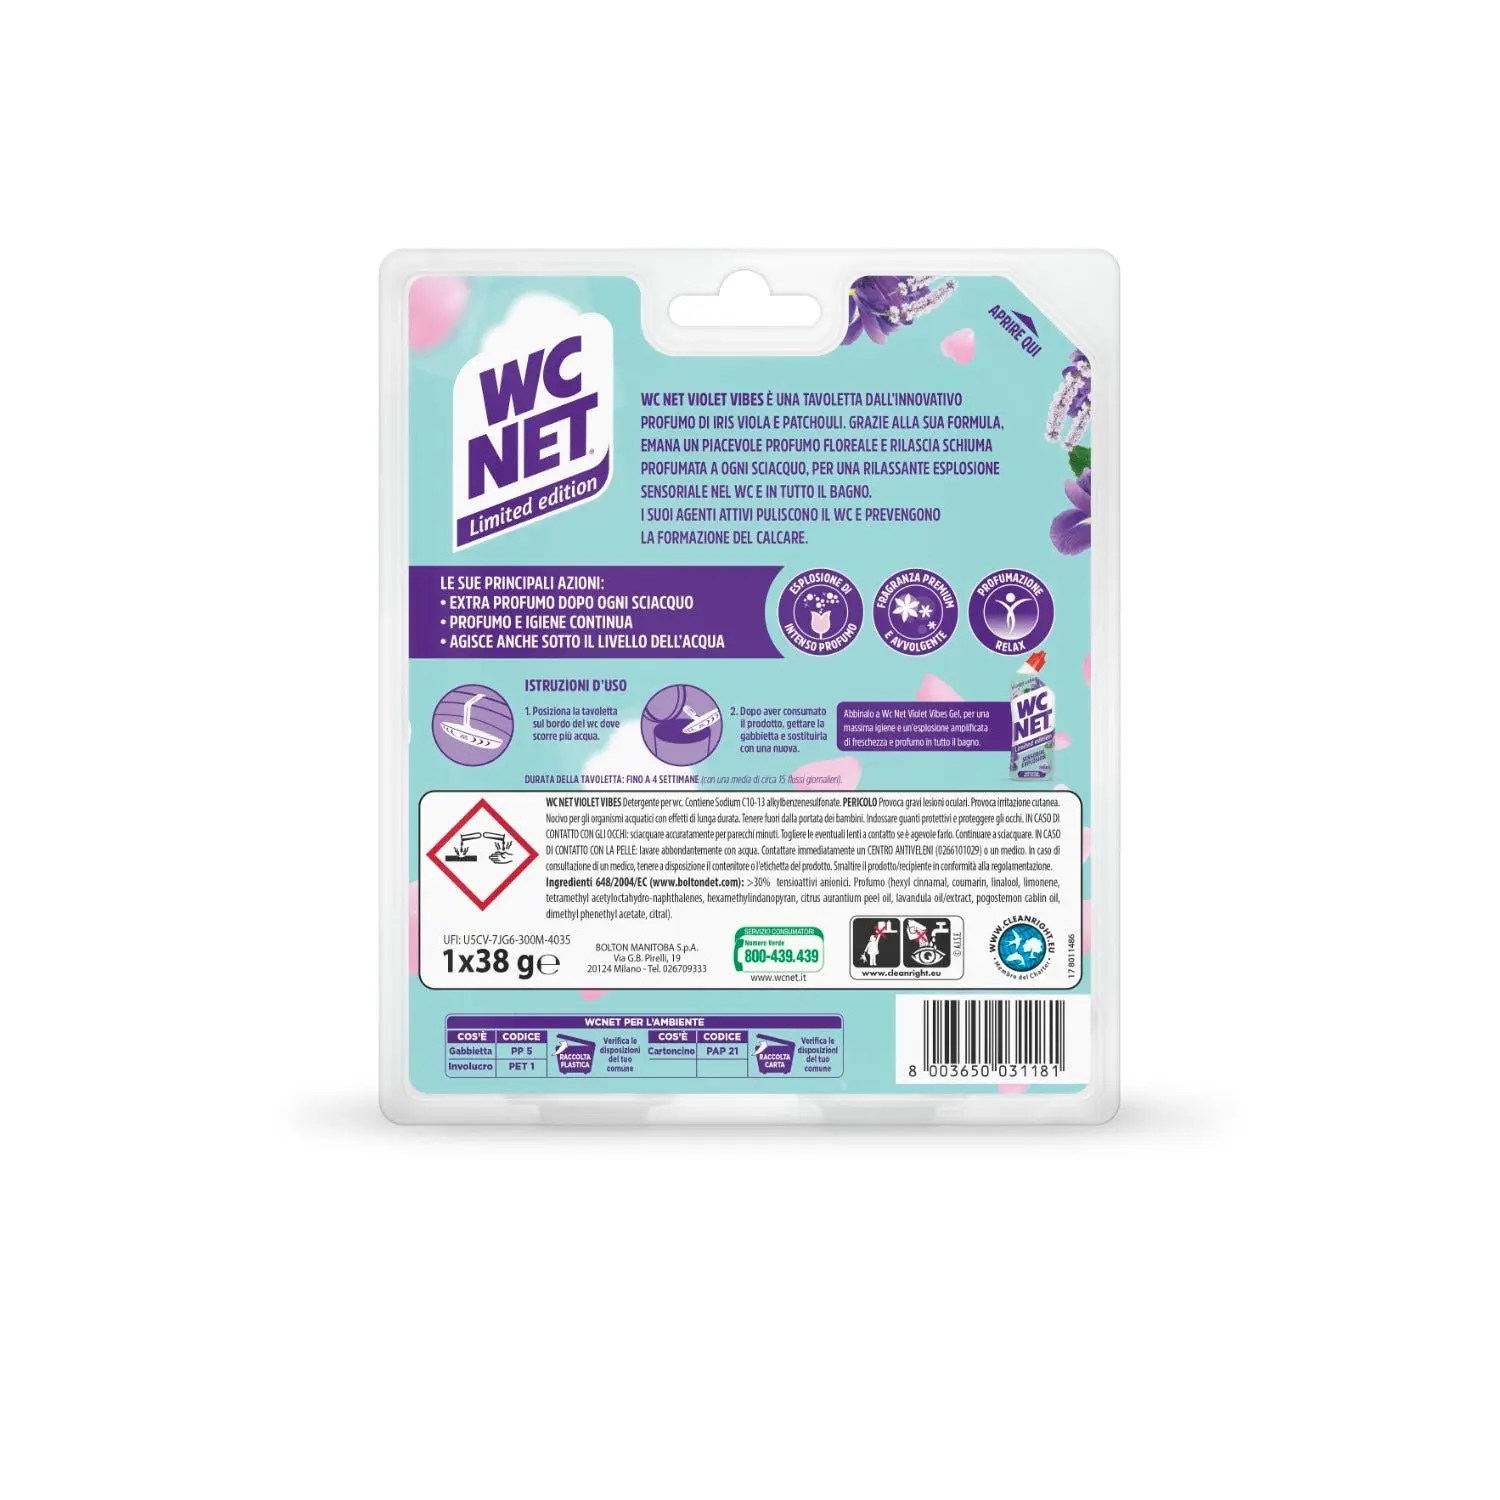 WC
NET
Limited edition
APRIRE QUI
WC NET VIOLET VIBES È UNA TAVOLETTA DALL'INNOVATIVO
PROFUMO DI IRIS VIOLA E PATCHOULI. GRAZIE ALLA SUA FORMULA,
EMANA UN PIACEVOLE PROFUMO FLOREALE E RILASCIA SCHIUMA
PROFUMATA A OGNI SCIACQUO, PER UNA RILASSANTE ESPLOSIONE
SENSORIALE NEL WC E IN TUTTO IL BAGNO.
I SUOI AGENTI ATTIVI PULISCONO IL WC E PREVENGONO
LA FORMAZIONE DEL CALCARE.
LE SUE PRINCIPALI AZIONI:
• EXTRA PROFUMO DOPO OGNI SCIACQUO
• PROFUMO E IGIENE CONTINUA
• AGISCE ANCHE SOTTO IL LIVELLO DELL'ACQUA
ESPLOSIONE DI
INTENSO PROFUMO
FRAGRANZA PREMIUM
E AVVOLGENTE
PROFUMAZIONE
RELAX
ISTRUZIONI D'USO
1. Posiziona la tavoletta
sul bordo del wc dove
scorre più acqua.
2. Dopo aver consumato
il prodotto, gettare la
gabbietta e sostituirla
con una nuova.
Abbinalo a Wc Net Violet Vibes Gel, per una
massima igiene e un'esplosione amplificata
di freschezza e profumo in tutto il bagno.
WC
NET
Limited edition
SENSORIAL
EXPLOSION
DURATA DELLA TAVOLETTA: FINO A 4 SETTIMANE (con una media di circa 15 flussi giornalieri).
WC NET VIOLET VIBES Detergente per wc. Contiene Sodium C10-13 alkylbenzenesulfonate. PERICOLO Provoca gravi lesioni oculari. Provoca irritazione cutanea.
Nocivo per gli organismi acquatici con effetti di lunga durata. Tenere fuori dalla portata dei bambini. Indossare guanti protettivi e proteggere gli occhi. IN CASO DI
CONTATTO CON GLI OCCHI: sciacquare accuratamente per parecchi minuti. Togliere le eventuali lenti a contatto se è agevole farlo. Continuare a sciacquare. IN CASO
DI CONTATTO CON LA PELLE: lavare abbondantemente con acqua. Contattare immediatamente un CENTRO ANTIVELENI (0266101029) o un medico. In caso di
consultazione di un medico, tenere a disposizione il contenitore o l'etichetta del prodotto. Smaltire il prodotto/recipiente in conformità alla regolamentazione.
Ingredienti 648/2004/EC (www.boltondet.com): >30% tensioattivi anionici. Profumo (hexyl cinnamal, coumarin, linalool, limonene,
tetramethyl acetyloctahydro-naphthalenes, hexamethylindanopyran, citrus aurantium peel oil, lavandula oil/extract, pogostemon cablin oil,
dimethyl phenethyl acetate, citral).
UFI: U5CV-7JG6-300M-4035
1x38 g e
BOLTON MANITOBA S.p.A.
Via G.B. Pirelli, 19
20124 Milano - Tel. 026709333
SERVIZIO CONSUMATORI
Numero Verde
800-439.439
www.wcnet.it
www.cleanright.eu
© A.I.S.E.
WWW.CLEANRIGHT.EU
Membro del Charter
17 8011486
WCNET PER L'AMBIENTE
COS'È CODICE
Gabbietta PP 5
Involucro PET 1
RACCOLTA
PLASTICA
Verifica le
disposizioni
del tuo
comune
COS'È CODICE
Cartoncino PAP 21
RACCOLTA
CARTA
Verifica le
disposizioni
del tuo
comune
8 003650 031181